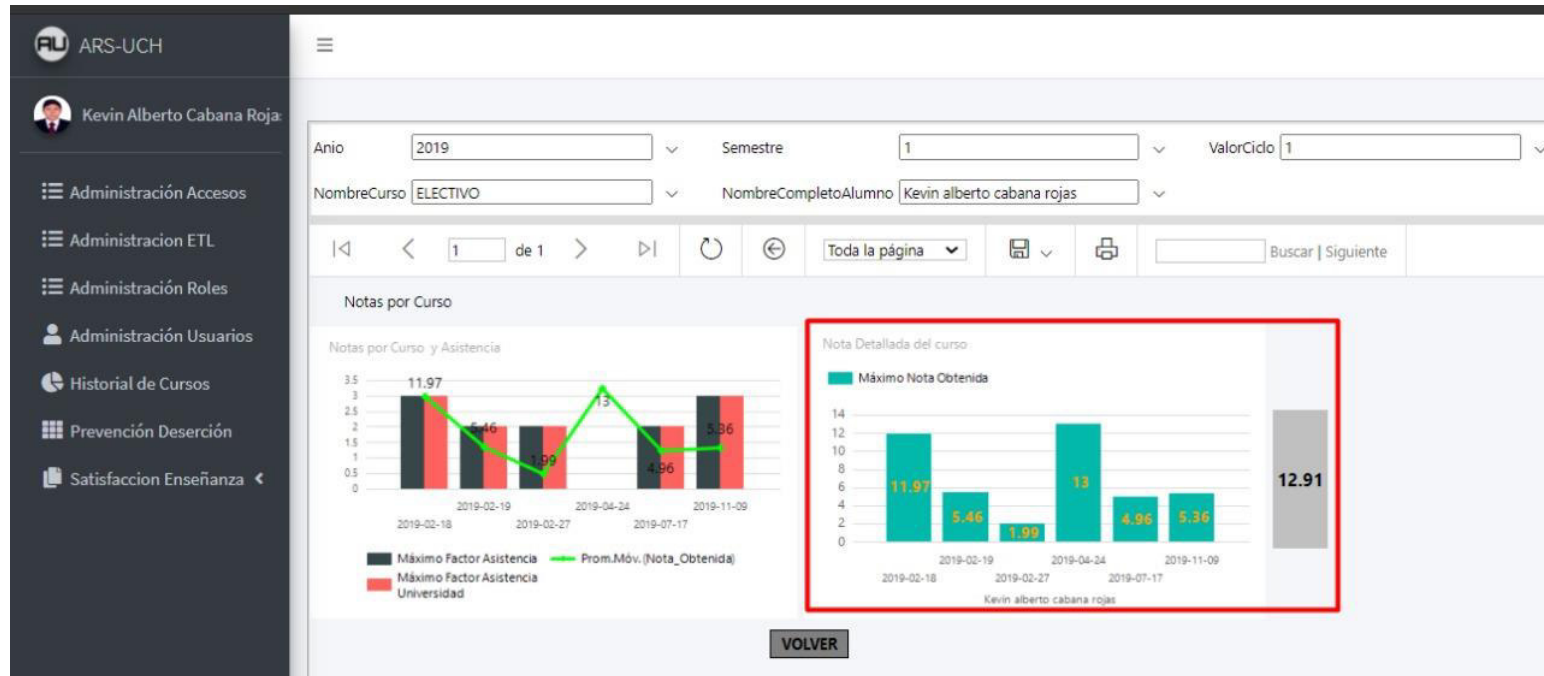 ARS-UCH
Kevin Alberto Cabana Roja
Administración Accesos
Administracion ETL
Administración Roles
Administración Usuarios
Historial de Cursos
Prevención Deserción
Satisfaccion Enseñanza
Anio 2019 Semestre 1 ValorCiclo 1
NombreCurso ELECTIVO NombreCompletoAlumno Kevin alberto cabana rojas
1 de 1 Toda la página Buscar | Siguiente
Notas por Curso
Notas por Curso y Asistencia
3.5
3
2.5
2
1.5
1
0.5
0
11.97
5.46
1.99
13
4.96
5.36
2019-02-19 2019-04-24 2019-11-09
2019-02-18 2019-02-27 2019-07-17
Máximo Factor Asistencia Prom.Móv.(Nota_Obtenida)
Máximo Factor Asistencia
Universidad
Nota Detallada del curso
Máximo Nota Obtenida
14
12
10
8
6
4
2
0
11.97
5.46
1.99
13
4.96
5.36
2019-02-19 2019-04-24 2019-11-09
2019-02-18 2019-02-27 2019-07-17
Kevin alberto cabana rojas
12.91
VOLVER